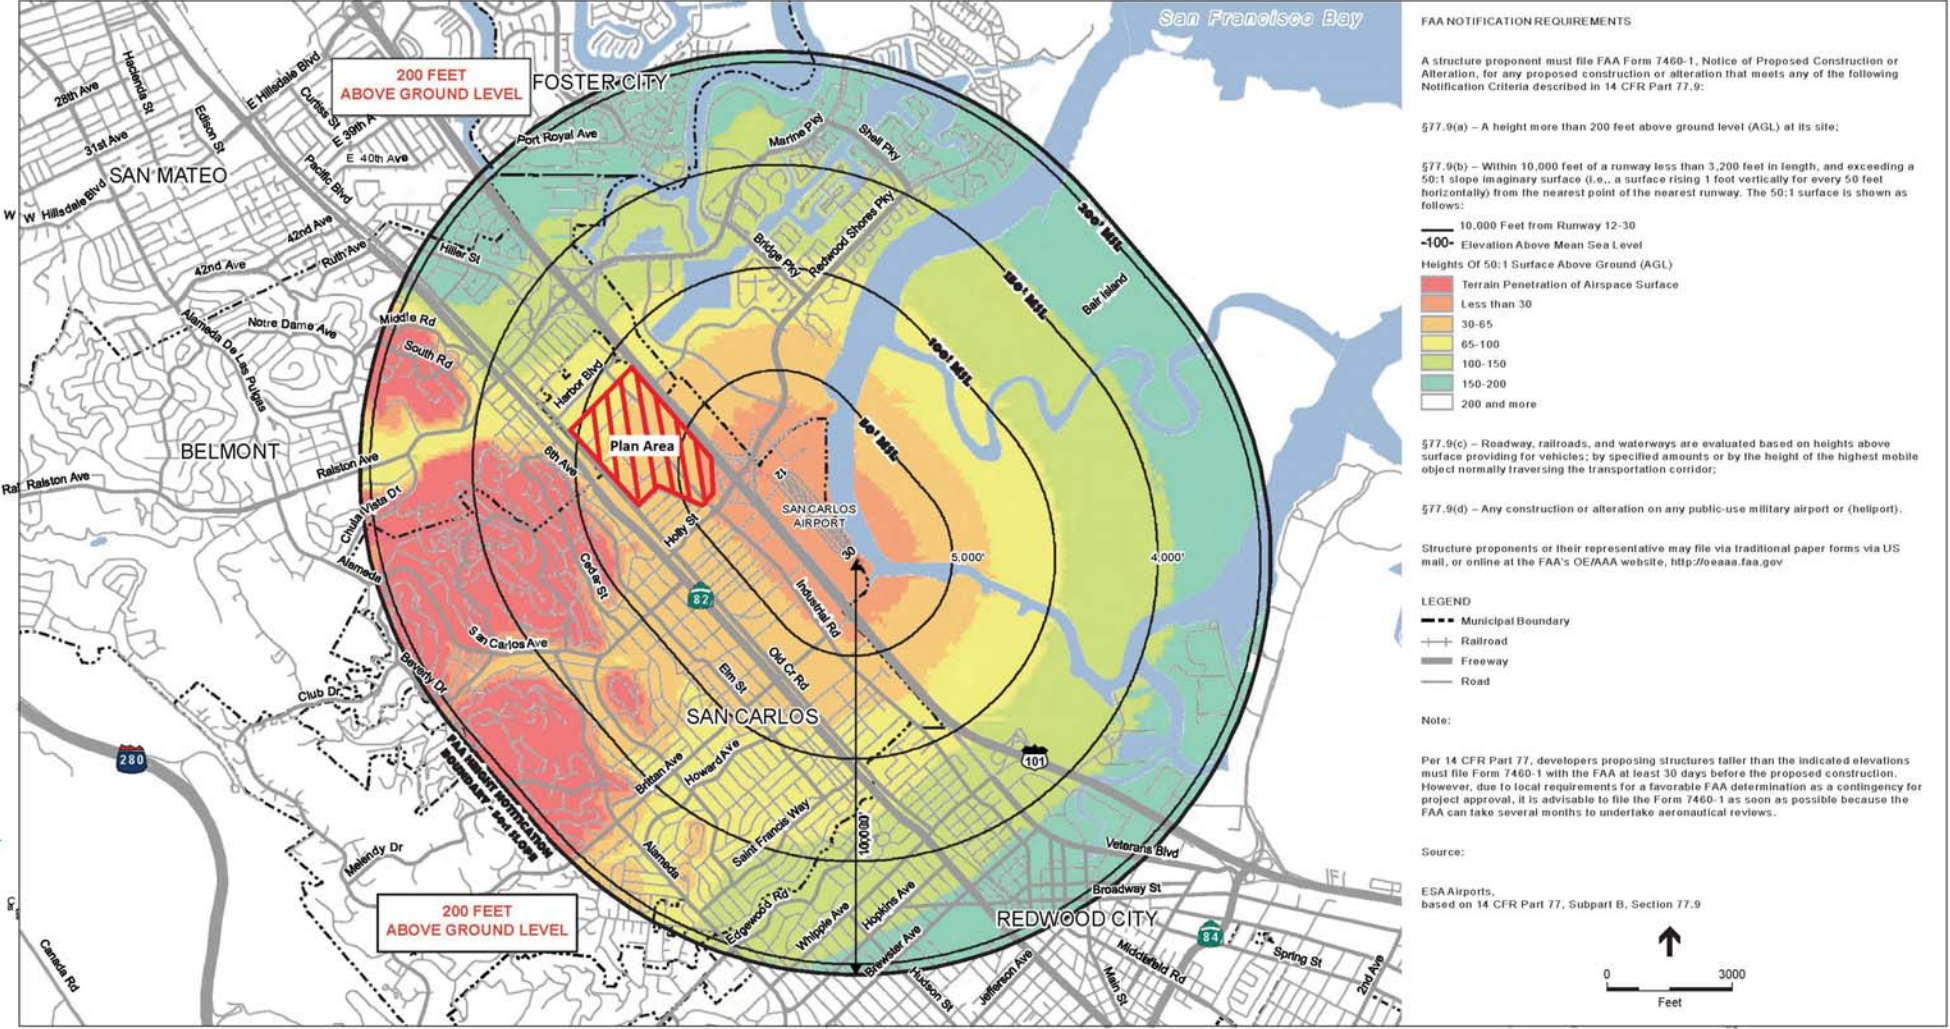 San Francisco Bay
200 FEET
ABOVE GROUND LEVEL
FOSTER CITY
28th Ave
Hacienda St
E Hillsdale Blvd
Curtiss St
E 39th A
Edison St
31st Ave
E 40th Ave
Pacific Blvd
SAN MATEO
W Hillsdale Blvd
W
42nd Ave
Ruth Ave
42nd Ave
Port Royal Ave
Marine Pky
Shell Pky
Hiller St
Bridge Pky
Redwood Shores Pky
200' MSL
150' MSL
100' MSL
50' MSL
Bair Island
Notre Dame Ave
Alameda De Las Pulgas
Middle Rd
South Rd
Harbor Blvd
Plan Area
BELMONT
Ralston Ave
Ral Ralston Ave
6th Ave
Chula Vista Dr
Alameda
12
SAN CARLOS
AIRPORT
30
Holly St
Cedar St
82
5,000'
4,000'
Industrial Rd
San Carlos Ave
Beverly Dr
Club Dr
Elm St
Old Cr Rd
SAN CARLOS
280
101
FAA HEIGHT NOTIFICATION
BOUNDARY - 50:1 SLOPE
Brittan Ave
Howard Ave
Saint Francis Way
10,000'
Melendy Dr
Alameda
Veterans Blvd
Broadway St
200 FEET
ABOVE GROUND LEVEL
Edgewood Rd
Whipple Ave
Hopkins Ave
Brewster Ave
REDWOOD CITY
84
Canada Rd
Hudson St
Jefferson Ave
Middlefield Rd
Main St
Spring St
2nd Ave
FAA NOTIFICATION REQUIREMENTS
A structure proponent must file FAA Form 7460-1, Notice of Proposed Construction or
Alteration, for any proposed construction or alteration that meets any of the following
Notification Criteria described in 14 CFR Part 77.9:
§77.9(a) – A height more than 200 feet above ground level (AGL) at its site;
§77.9(b) – Within 10,000 feet of a runway less than 3,200 feet in length, and exceeding a
50:1 slope imaginary surface (i.e., a surface rising 1 foot vertically for every 50 feet
horizontally) from the nearest point of the nearest runway. The 50:1 surface is shown as
follows:
10,000 Feet from Runway 12-30
-100- Elevation Above Mean Sea Level
Heights Of 50:1 Surface Above Ground (AGL)
Terrain Penetration of Airspace Surface
Less than 30
30-65
65-100
100-150
150-200
200 and more
§77.9(c) – Roadway, railroads, and waterways are evaluated based on heights above
surface providing for vehicles; by specified amounts or by the height of the highest mobile
object normally traversing the transportation corridor;
§77.9(d) – Any construction or alteration on any public-use military airport or (heliport).
Structure proponents or their representative may file via traditional paper forms via US
mail, or online at the FAA's OE/AAA website, http://oeaaa.faa.gov
LEGEND
Municipal Boundary
Railroad
Freeway
Road
Note:
Per 14 CFR Part 77, developers proposing structures taller than the indicated elevations
must file Form 7460-1 with the FAA at least 30 days before the proposed construction.
However, due to local requirements for a favorable FAA determination as a contingency for
project approval, it is advisable to file the Form 7460-1 as soon as possible because the
FAA can take several months to undertake aeronautical reviews.
Source:
ESA Airports,
based on 14 CFR Part 77, Subpart B, Section 77.9
0 3000
Feet